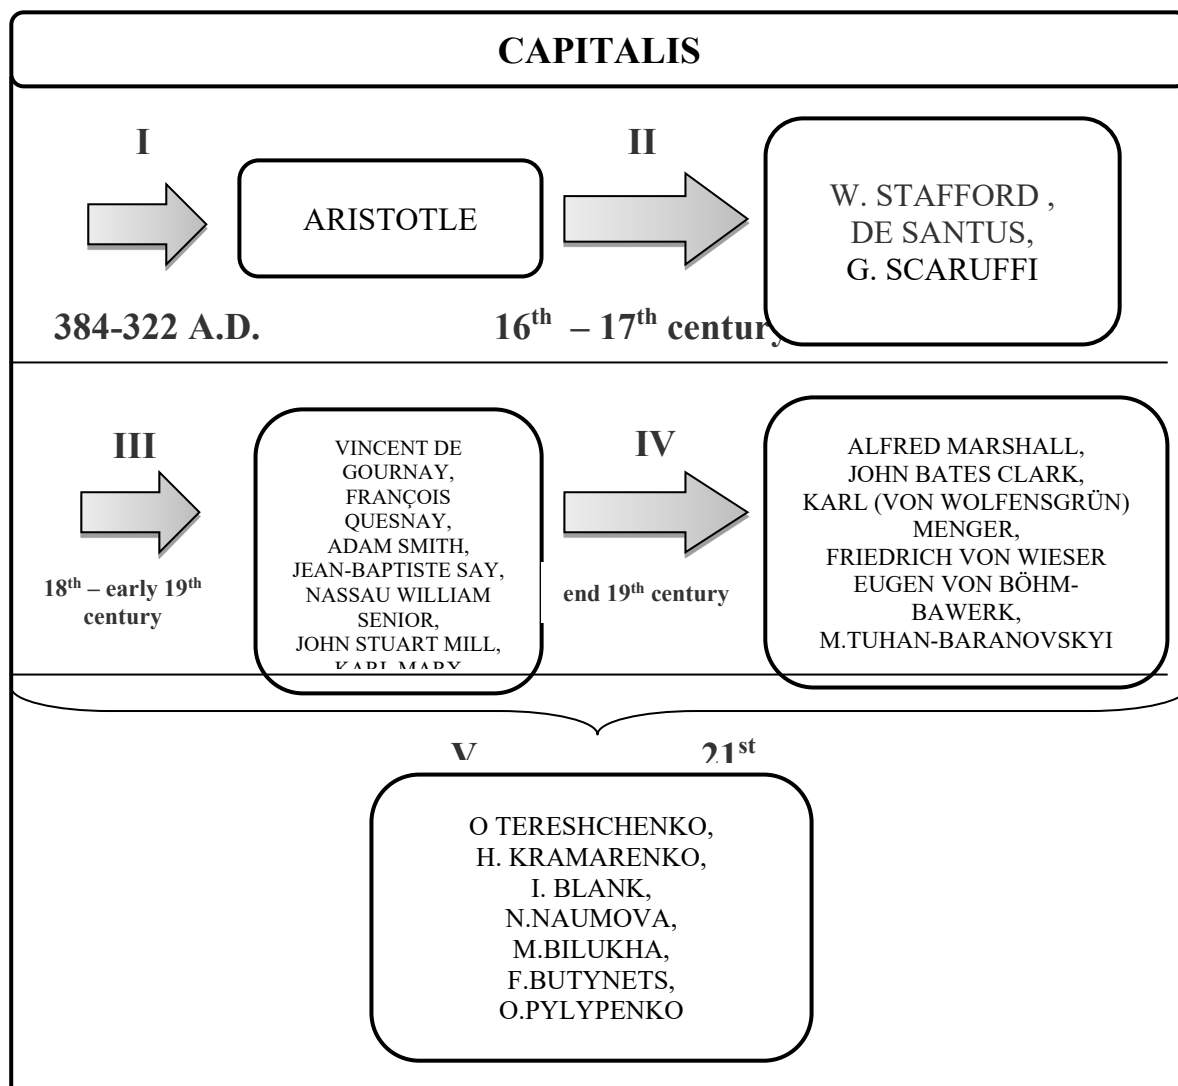 CAPITALIS
I
ARISTOTLE
384-322 A.D.
II
16th – 17th century
W. STAFFORD ,
DE SANTUS,
G. SCARUFFI
III
18th – early 19th
century
VINCENT DE
GOURNAY,
FRANÇOIS
QUESNAY,
ADAM SMITH,
JEAN-BAPTISTE SAY,
NASSAU WILLIAM
SENIOR,
JOHN STUART MILL,
KARL MARX
IV
end 19th century
ALFRED MARSHALL,
JOHN BATES CLARK,
KARL (VON WOLFENSGRÜN)
MENGER,
FRIEDRICH VON WIESER
EUGEN VON BÖHM-
BAWERK,
M.TUHAN-BARANOVSKYI
V 21st
O TERESHCHENKO,
H. KRAMARENKO,
I. BLANK,
N.NAUMOVA,
M.BILUKHA,
F.BUTYNETS,
O.PYLYPENKO